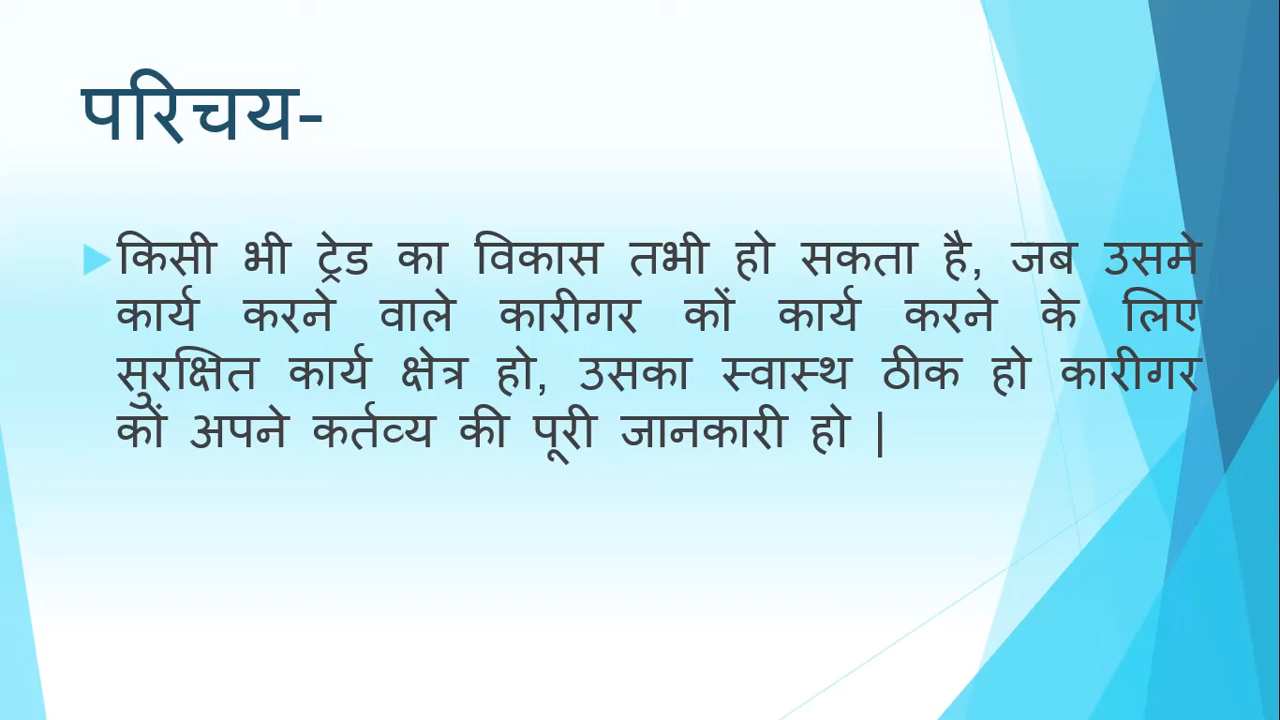 परिचय-
किसी भी ट्रेड का विकास तभी हो सकता है, जब उसमे
कार्य करने वाले कारीगर कों कार्य करने के लिए
सुरक्षित कार्य क्षेत्र हो, उसका स्वास्थ ठीक हो कारीगर
कों अपने कर्तव्य की पूरी जानकारी हो |